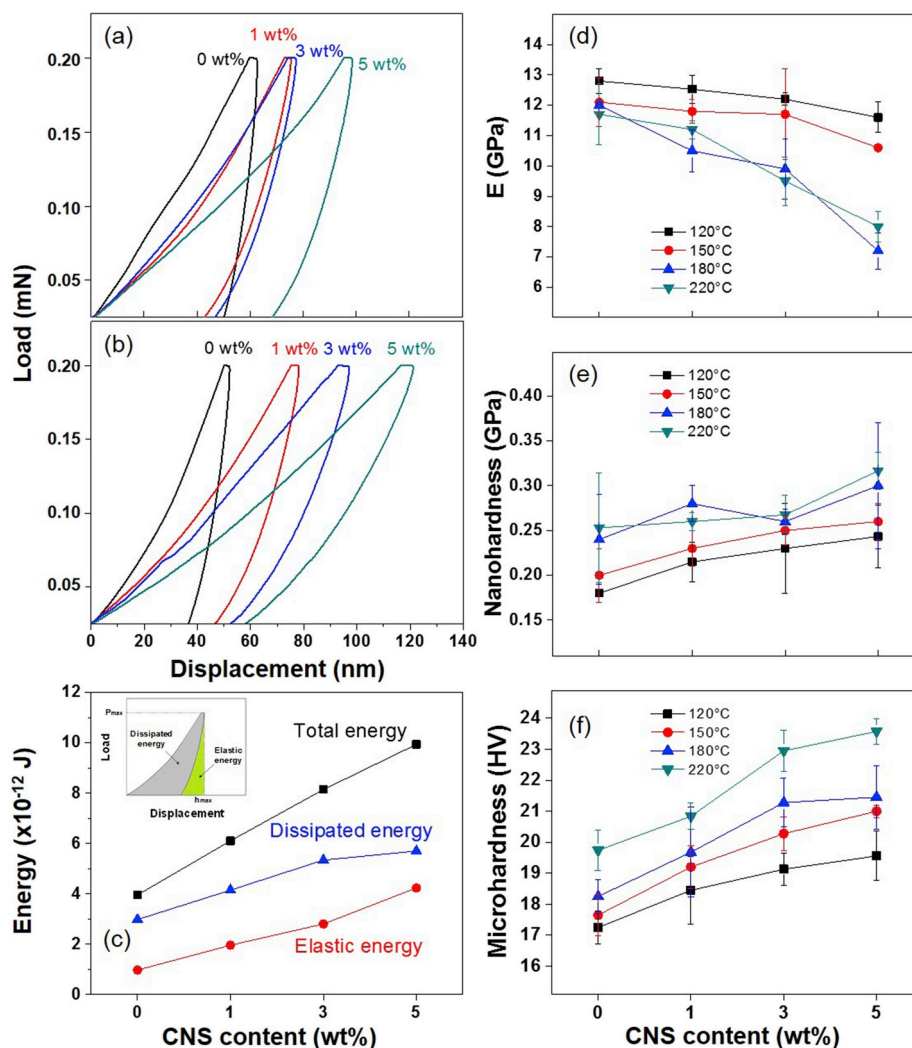 (a)
1 wt%
0 wt%
3 wt%
5 wt%
0.20
0.15
0.10
0.05
(b)
0 wt%
1 wt%
3 wt%
5 wt%
0.20
0.15
0.10
0.05
Load (mN)
0 20 40 60 80 100 120 140
Displacement (nm)
12
10
8
6
4
2
0
Energy (x10-12 J)
Pmax
Load
Dissipated energy
Elastic energy
hmax
Displacement
Total energy
Dissipated energy
Elastic energy
(c)
0 1 3 5
CNS content (wt%)
(d)
14
13
12
11
10
9
8
7
6
E (GPa)
120°C
150°C
180°C
220°C
(e)
0.40
0.35
0.30
0.25
0.20
0.15
Nanohardness (GPa)
120°C
150°C
180°C
220°C
(f)
24
23
22
21
20
19
18
17
16
Microhardness (HV)
120°C
150°C
180°C
220°C
0 1 3 5
CNS content (wt%)